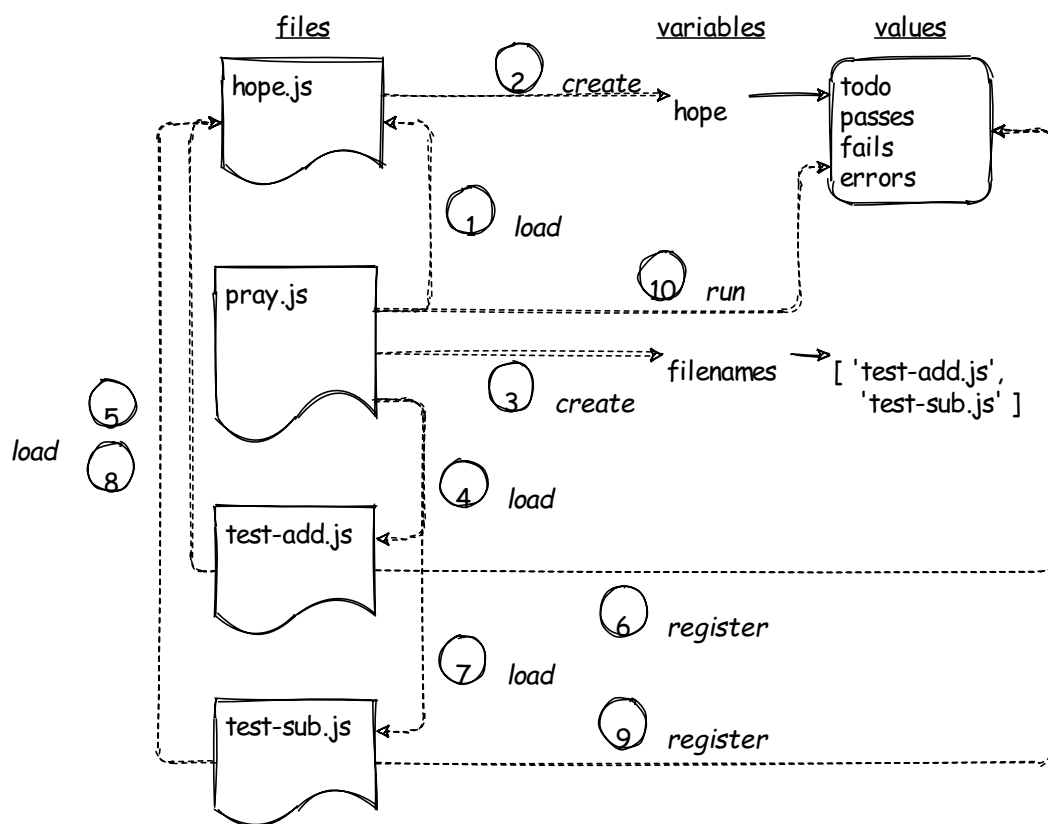 files
variables
values
hope.js
2
create
hope
todo
passes
fails
errors
1
load
pray.js
10
run
filenames
[ 'test-add.js',
'test-sub.js' ]
3
create
5
load
8
4
load
test-add.js
6
register
7
load
test-sub.js
9
register